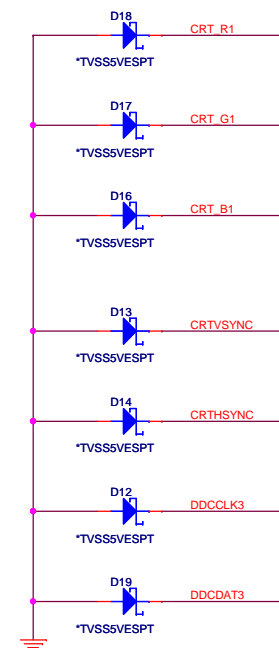 D18
CRT_R1
*TVSS5VESPT
D17
CRT_G1
*TVSS5VESPT
D16
CRT_B1
*TVSS5VESPT
D13
CRTVSYNC
*TVSS5VESPT
D14
CRTHSYNC
*TVSS5VESPT
D12
DDCCLK3
*TVSS5VESPT
D19
DDCDAT3
*TVSS5VESPT